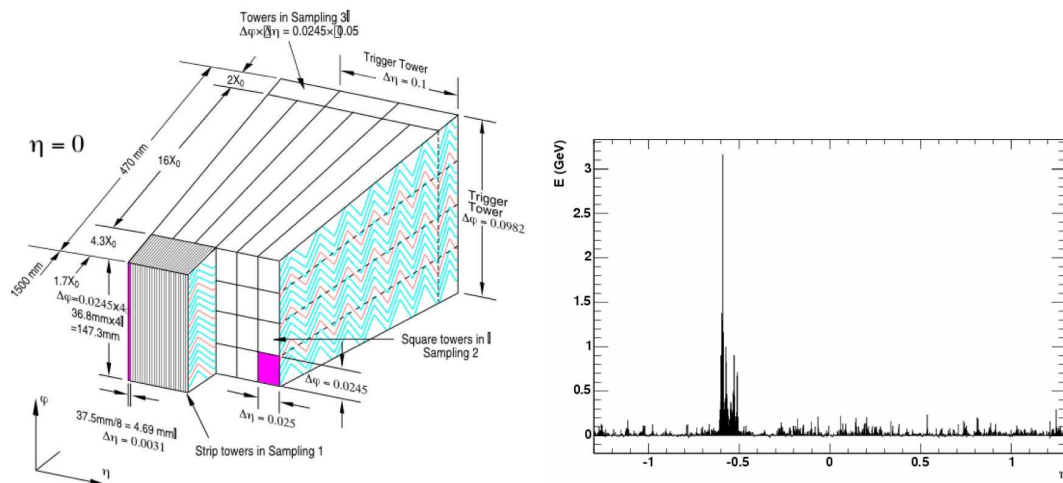 Towers in Sampling 3
Δφ×Δη = 0.0245×0.05
Trigger Tower
Δη = 0.1
2X₀
η = 0
470 mm
16X₀
Trigger
Tower
Δφ = 0.0982
4.3X₀
1500 mm
1.7X₀
Δφ=0.0245x4
36.8mmx4
=147.3mm
Square towers in
Sampling 2
Δφ = 0.0245
Δη = 0.025
37.5mm/8 = 4.69 mm
Δη = 0.0031
Strip towers in Sampling 1
φ
η
E (GeV)
3
2.5
2
1.5
1
0.5
0
-1
-0.5
0
0.5
1